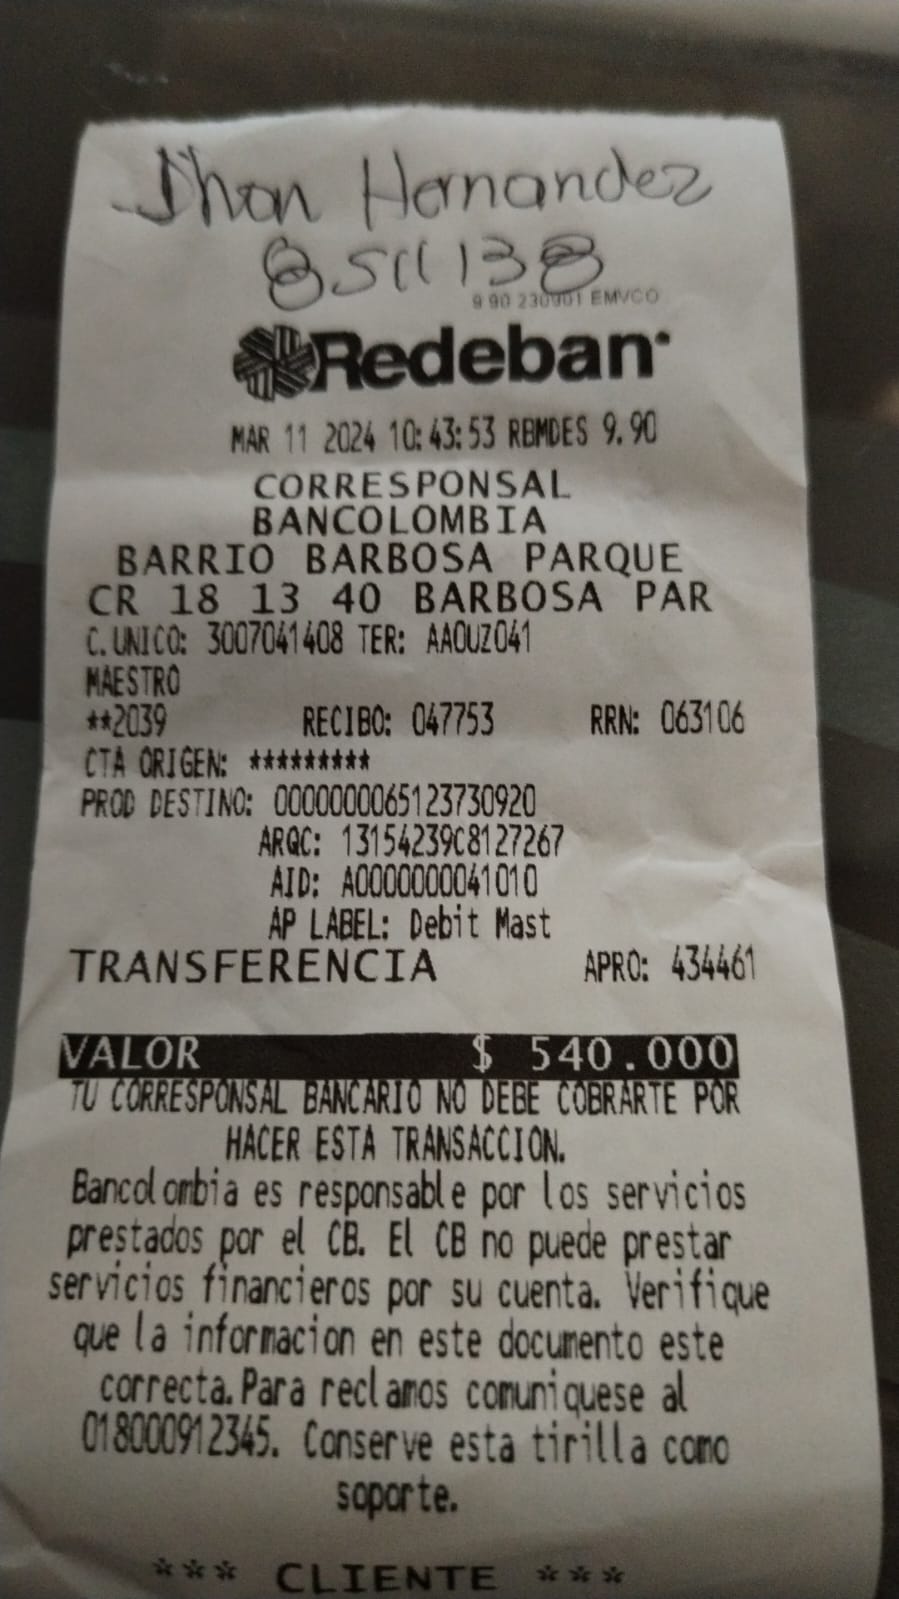 Jhon Hernandez
8511138
9 90 230901 EMVCO
Redeban
MAR 11 2024 10:43:53 RBMDES 9.90
CORRESPONSAL
BANCOLOMBIA
BARRIO BARBOSA PARQUE
CR 18 13 40 BARBOSA PAR
C. UNICO: 3007041408 TER: AAOUZ041
MAESTRO
**2039 RECIBO: 047753 RRN: 063106
CTA ORIGEN: *********
PROD DESTINO: 0000000065123730920
ARQC: 13154239C8127267
AID: A0000000041010
AP LABEL: Debit Mast
TRANSFERENCIA APRO: 434461
VALOR $ 540.000
TU CORRESPONSAL BANCARIO NO DEBE COBRARTE POR
HACER ESTA TRANSACCION.
Bancolombia es responsable por los servicios
prestados por el CB. El CB no puede prestar
servicios financieros por su cuenta. Verifique
que la informacion en este documento este
correcta. Para reclamos comuniquese al
018000912345. Conserve esta tirilla como
soporte.
*** CLIENTE ***